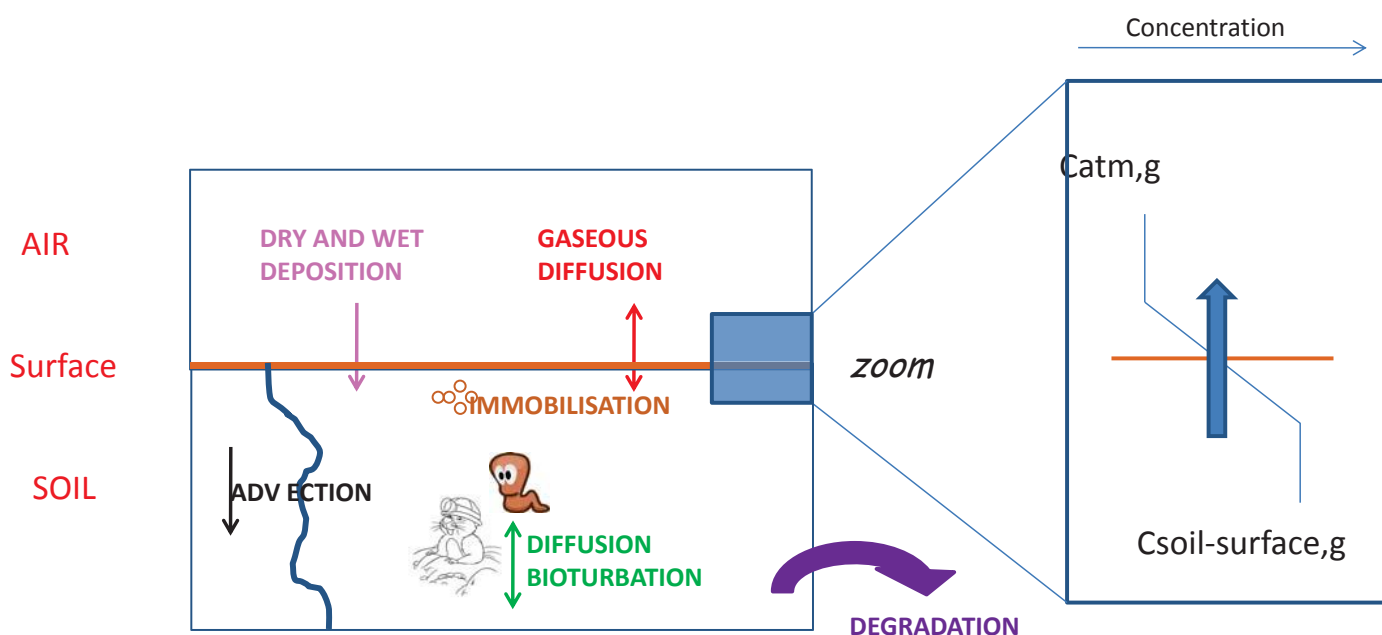 Concentration
Catm,g
AIR
DRY AND WET
DEPOSITION
GASEOUS
DIFFUSION
Surface
zoom
IMMOBILISATION
SOIL
ADV ECTION
DIFFUSION
BIOTURBATION
Csoil-surface,g
DEGRADATION